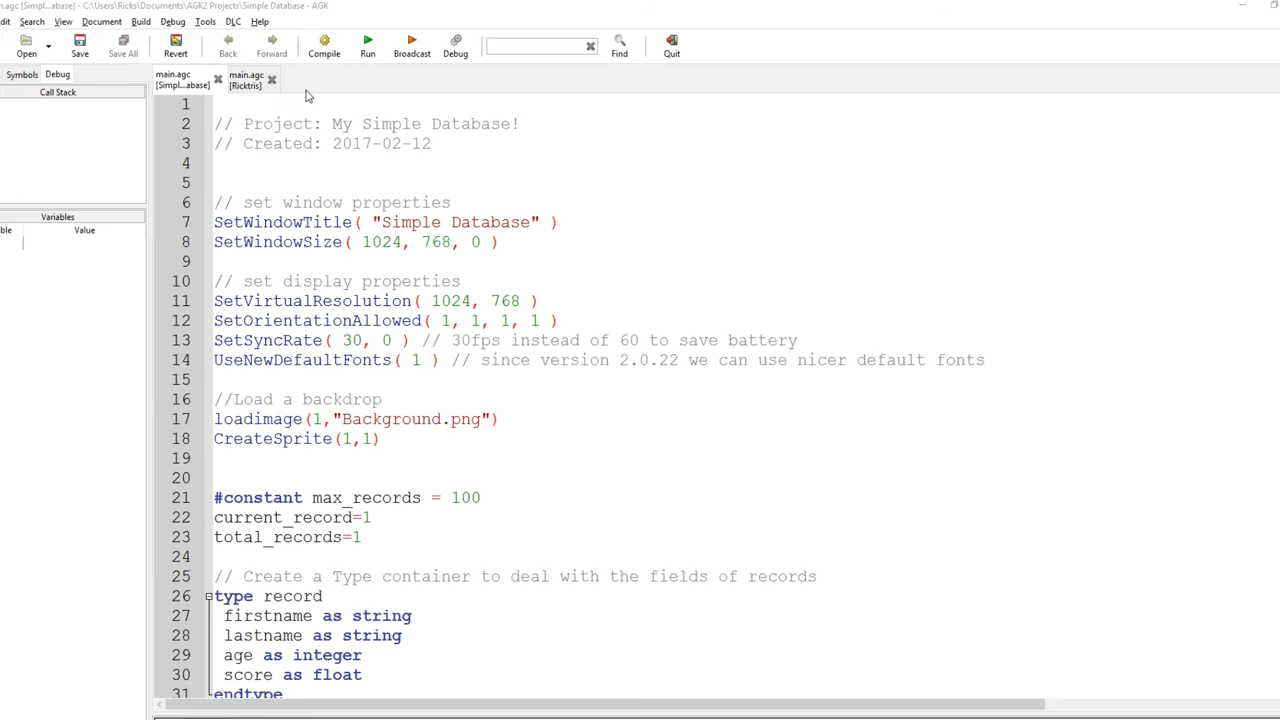 n.agc [Simpl...abase] - C:\Users\Ricks\Documents\AGK2 Projects\Simple Database - AGK
dit Search View Document Build Debug Tools DLC Help
Open Save Save All Revert Back Forward Compile Run Broadcast Debug Find Quit
Symbols Debug
main.agc [Simpl...abase]
main.agc [Ricktris]
Call Stack
Variables
ble Value
1
2 // Project: My Simple Database!
3 // Created: 2017-02-12
4
5
6 // set window properties
7 SetWindowTitle( "Simple Database" )
8 SetWindowSize( 1024, 768, 0 )
9
10 // set display properties
11 SetVirtualResolution( 1024, 768 )
12 SetOrientationAllowed( 1, 1, 1, 1 )
13 SetSyncRate( 30, 0 ) // 30fps instead of 60 to save battery
14 UseNewDefaultFonts( 1 ) // since version 2.0.22 we can use nicer default fonts
15
16 //Load a backdrop
17 loadimage(1,"Background.png")
18 CreateSprite(1,1)
19
20
21 #constant max_records = 100
22 current_record=1
23 total_records=1
24
25 // Create a Type container to deal with the fields of records
26 type record
27 firstname as string
28 lastname as string
29 age as integer
30 score as float
31 endtype